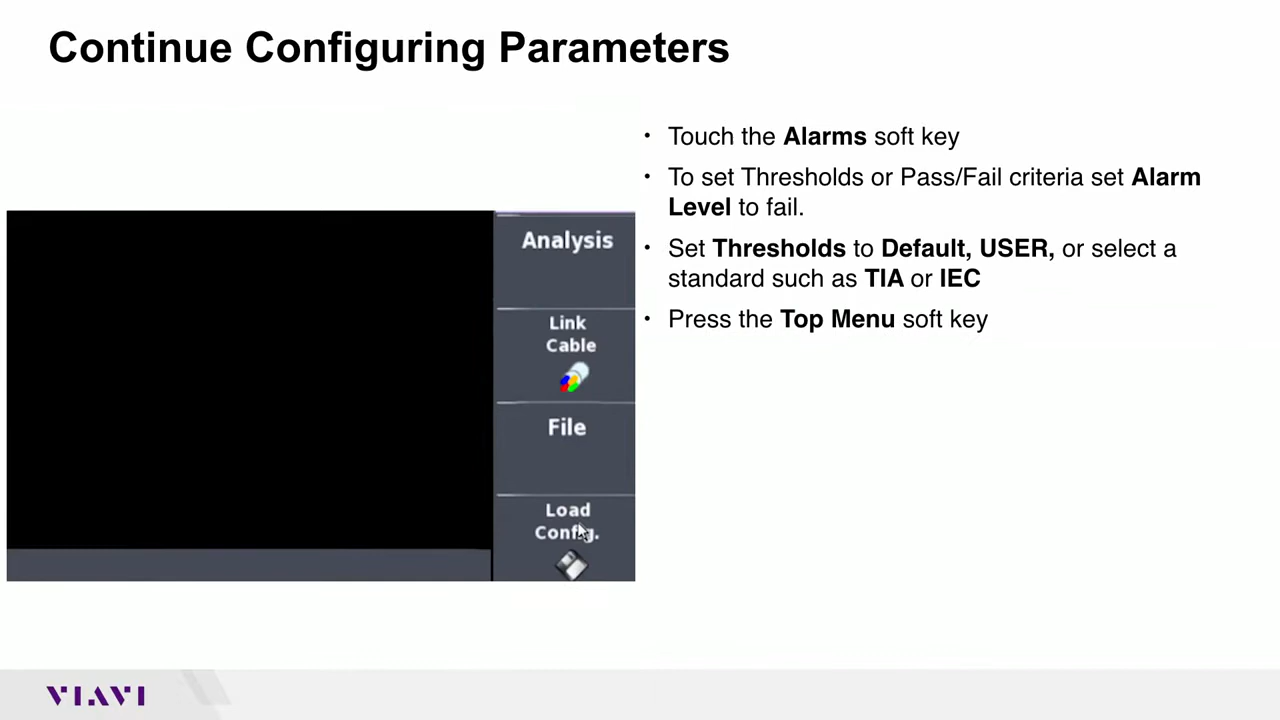 Continue Configuring Parameters
• Touch the Alarms soft key
• To set Thresholds or Pass/Fail criteria set Alarm
Level to fail.
• Set Thresholds to Default, USER, or select a
standard such as TIA or IEC
• Press the Top Menu soft key
Analysis
Link
Cable
File
Load
Config.
VIAVI